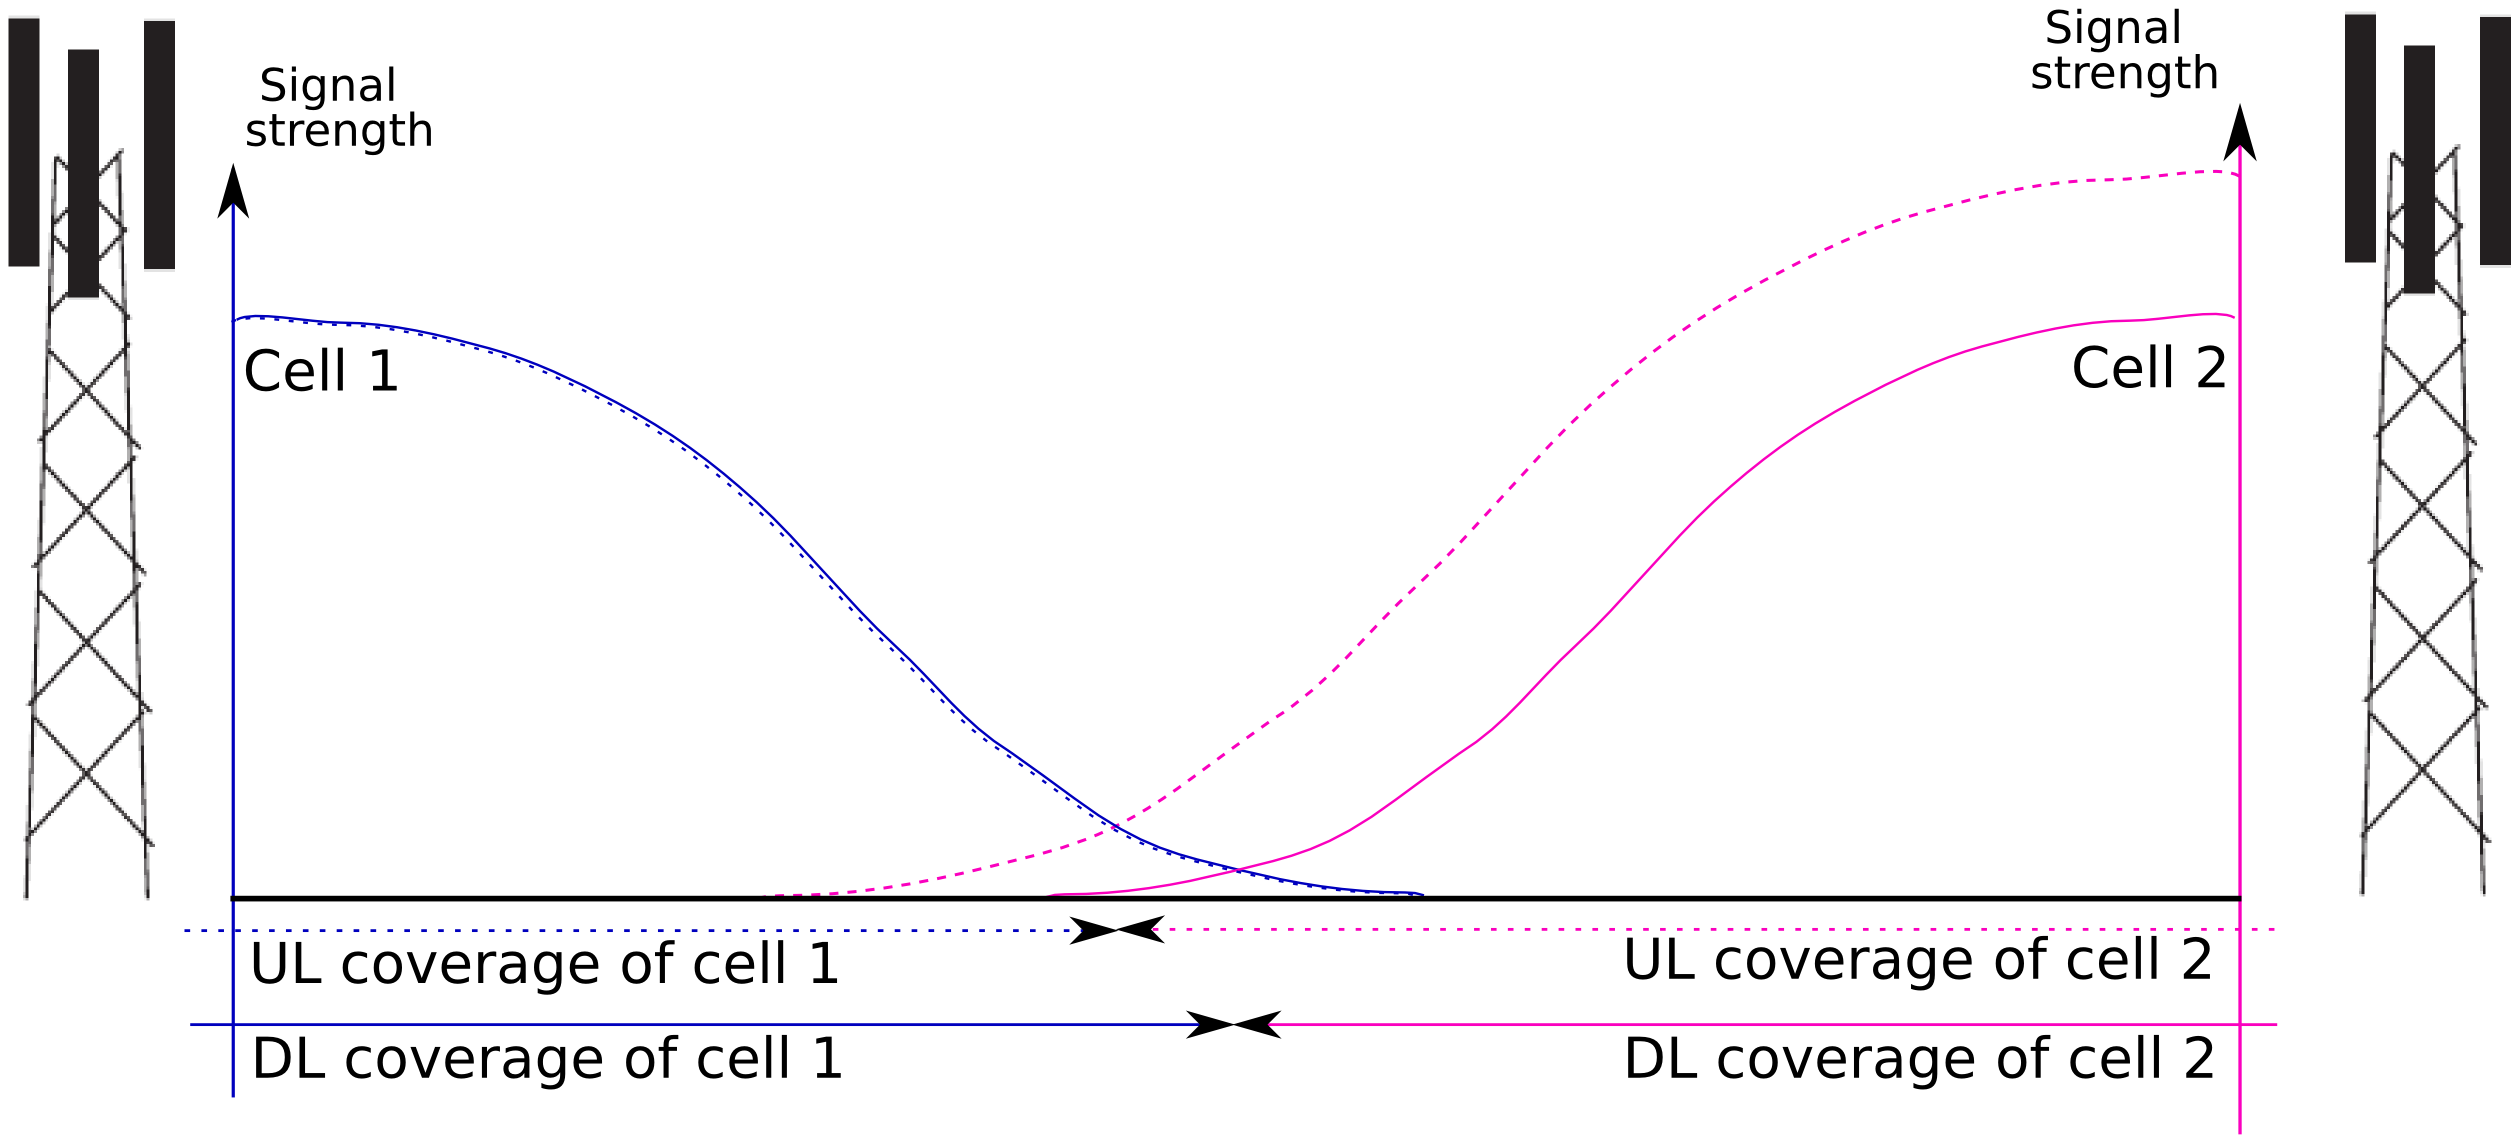 Signal
strength
Signal
strength
Cell 1
Cell 2
UL coverage of cell 1
UL coverage of cell 2
DL coverage of cell 1
DL coverage of cell 2